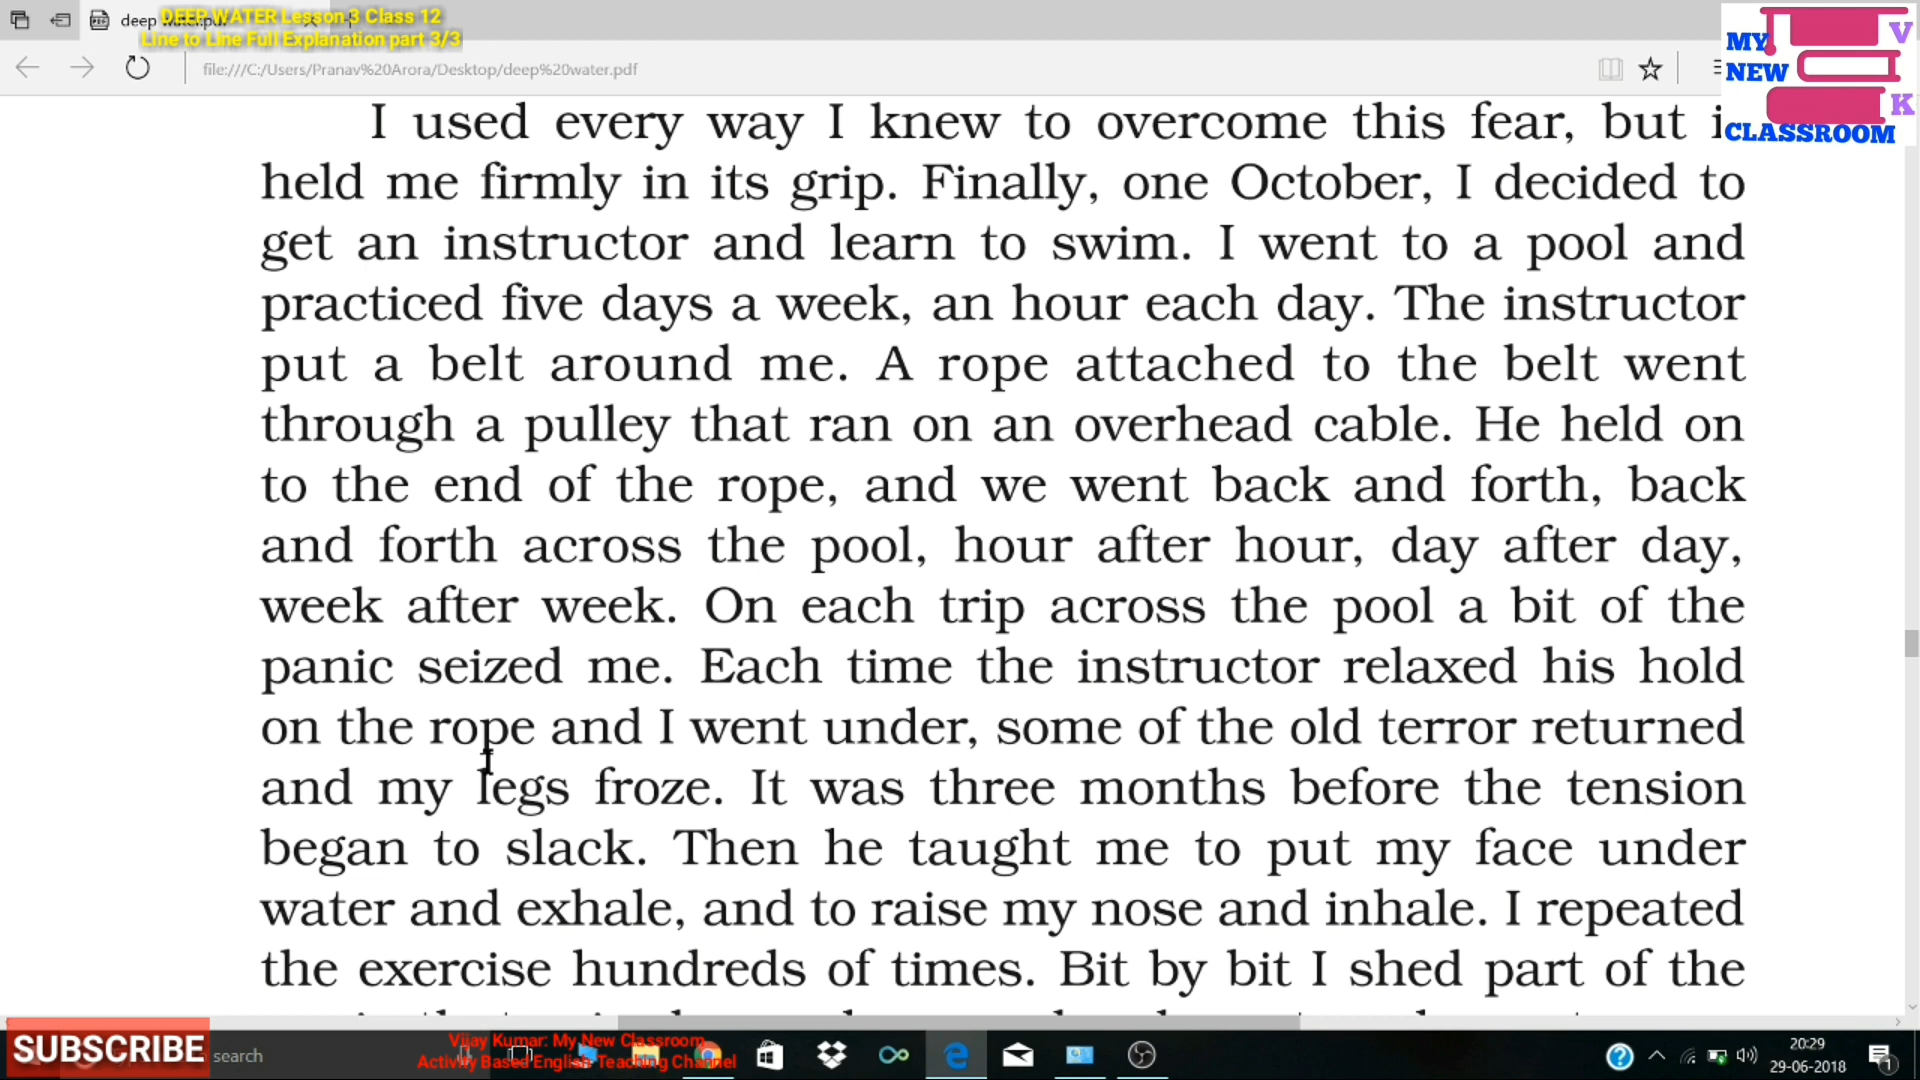 deep
DEEP WATER Lesson 3 Class 12
Line to Line Full Explanation part 3/3
file:///C:/Users/Pranav%20Arora/Desktop/deep%20water.pdf
MY
NEW
CLASSROOM
V
K
I used every way I knew to overcome this fear, but i
held me firmly in its grip. Finally, one October, I decided to
get an instructor and learn to swim. I went to a pool and
practiced five days a week, an hour each day. The instructor
put a belt around me. A rope attached to the belt went
through a pulley that ran on an overhead cable. He held on
to the end of the rope, and we went back and forth, back
and forth across the pool, hour after hour, day after day,
week after week. On each trip across the pool a bit of the
panic seized me. Each time the instructor relaxed his hold
on the rope and I went under, some of the old terror returned
and my legs froze. It was three months before the tension
began to slack. Then he taught me to put my face under
water and exhale, and to raise my nose and inhale. I repeated
the exercise hundreds of times. Bit by bit I shed part of the
SUBSCRIBE
search
Vijay Kumar: My New Classroom
Activity Based English Teaching Channel
20:29
29-06-2018
1